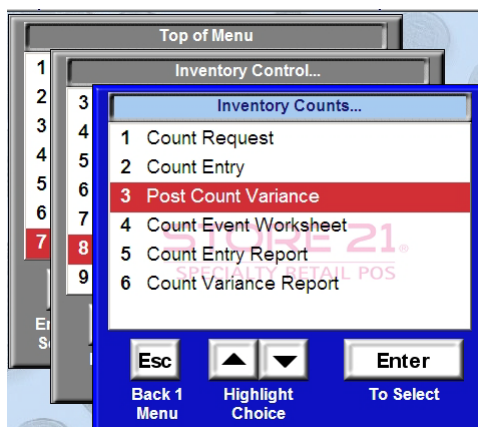 Top of Menu
1
2
3
4
5
6
7
Inventory Control...
3
4
5
6
7
8
9
Inventory Counts...
1 Count Request
2 Count Entry
3 Post Count Variance
4 Count Event Worksheet
5 Count Entry Report
6 Count Variance Report
STORE 21®
SPECIALTY RETAIL POS
Esc
Enter
Back 1
Menu
Highlight
Choice
To Select